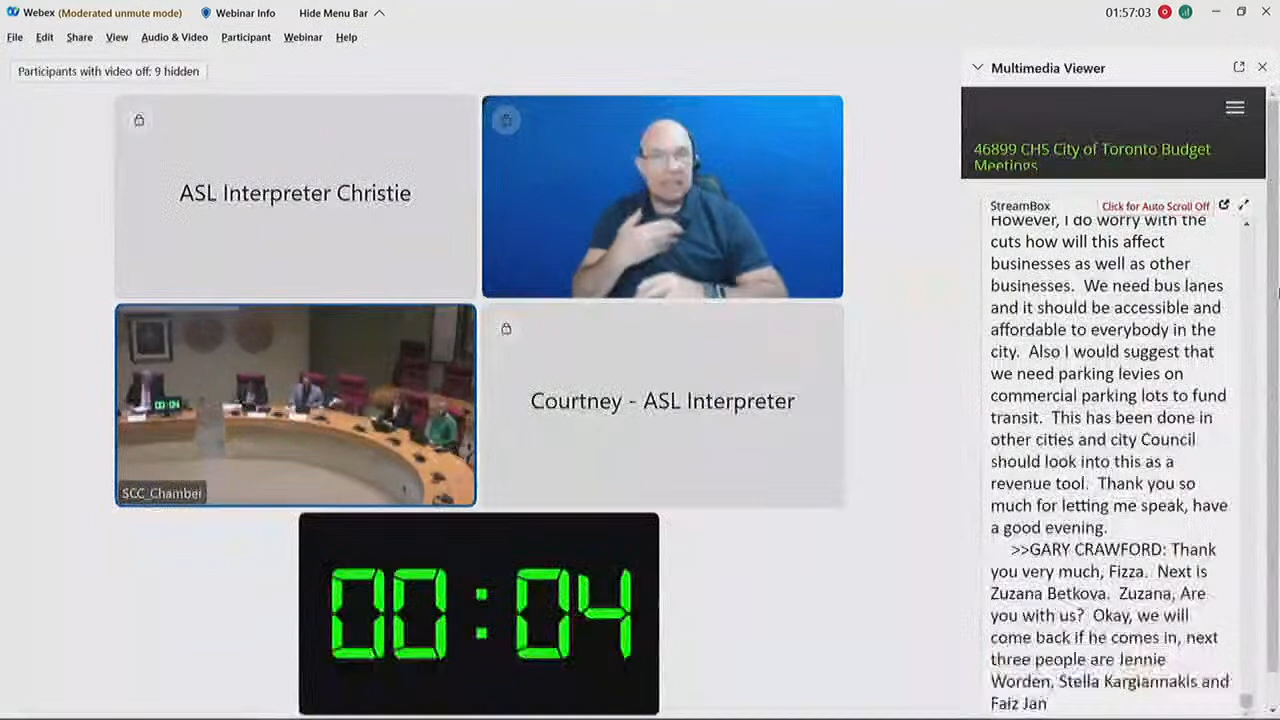 Webex (Moderated unmute mode) Webinar Info Hide Menu Bar 01:57:03
File Edit Share View Audio & Video Participant Webinar Help
Participants with video off: 9 hidden
ASL Interpreter Christie
SCC_Chamber
00:04
Courtney - ASL Interpreter
00:04
Multimedia Viewer
46899 CHS City of Toronto Budget
Meetings
StreamBox Click for Auto Scroll Off
However, I do worry with the
cuts how will this affect
businesses as well as other
businesses. We need bus lanes
and it should be accessible and
affordable to everybody in the
city. Also I would suggest that
we need parking levies on
commercial parking lots to fund
transit. This has been done in
other cities and city Council
should look into this as a
revenue tool. Thank you so
much for letting me speak, have
a good evening.
>>GARY CRAWFORD: Thank
you very much, Fizza. Next is
Zuzana Betkova. Zuzana, Are
you with us? Okay, we will
come back if he comes in, next
three people are Jennie
Worden, Stella Kargiannakis and
Faiz Jan